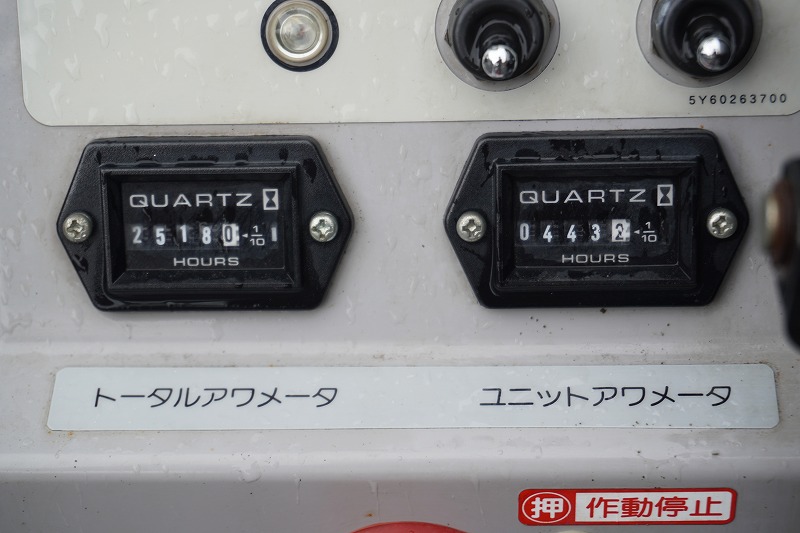 5Y60263700
QUARTZ
25180 1/10
HOURS
QUARTZ
04432 1/10
HOURS
トータルアワメータ
ユニットアワメータ
押 作動停止